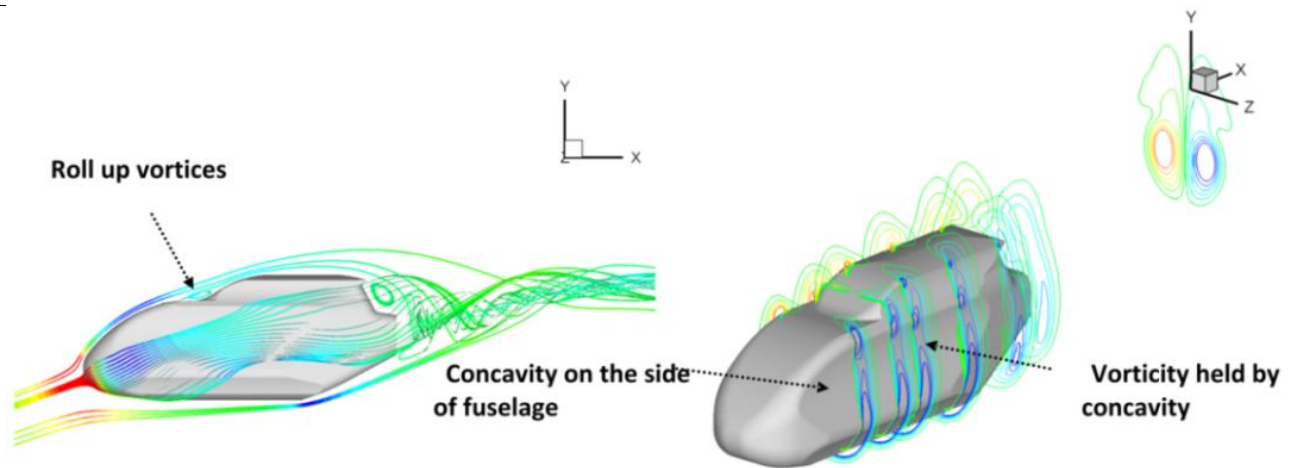 Y
X
Z
Roll up vortices
Concavity on the side
of fuselage
Y
X
Z
Vorticity held by
concavity